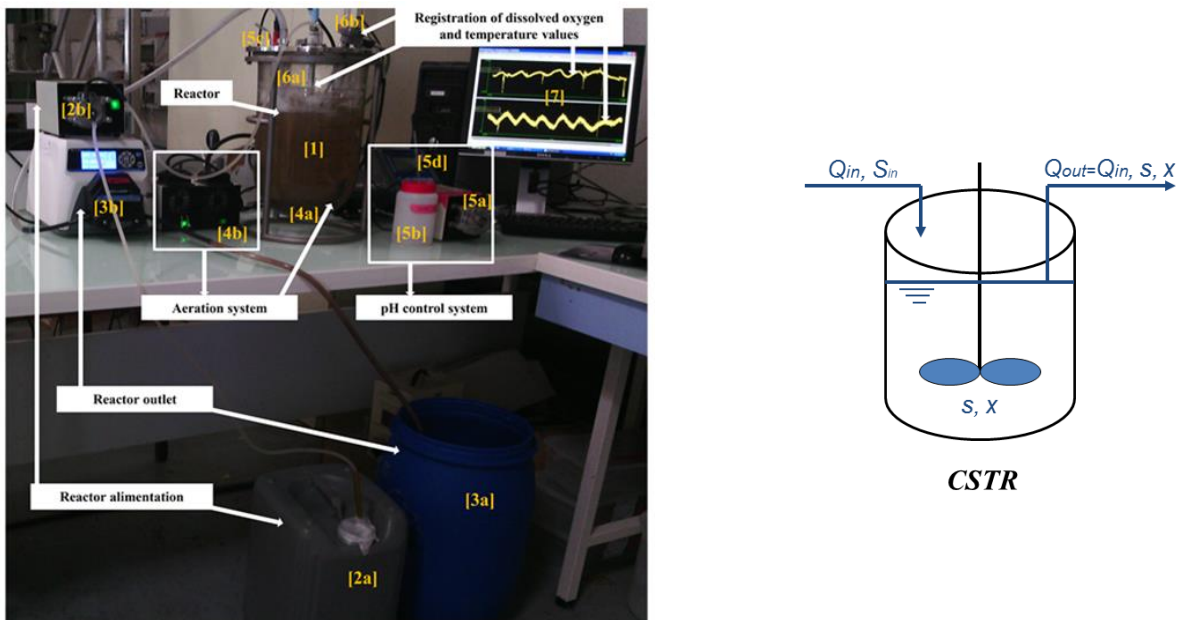 Registration of dissolved oxygen
and temperature values
[6b]
[5c]
[6a]
Reactor
[2b]
[7]
[1]
[5d]
[3b]
[4a]
[5a]
[4b]
[5b]
Aeration system
pH control system
Reactor outlet
Reactor alimentation
[3a]
[2a]
Qin, Sin
Qout=Qin, s, x
s, x
CSTR